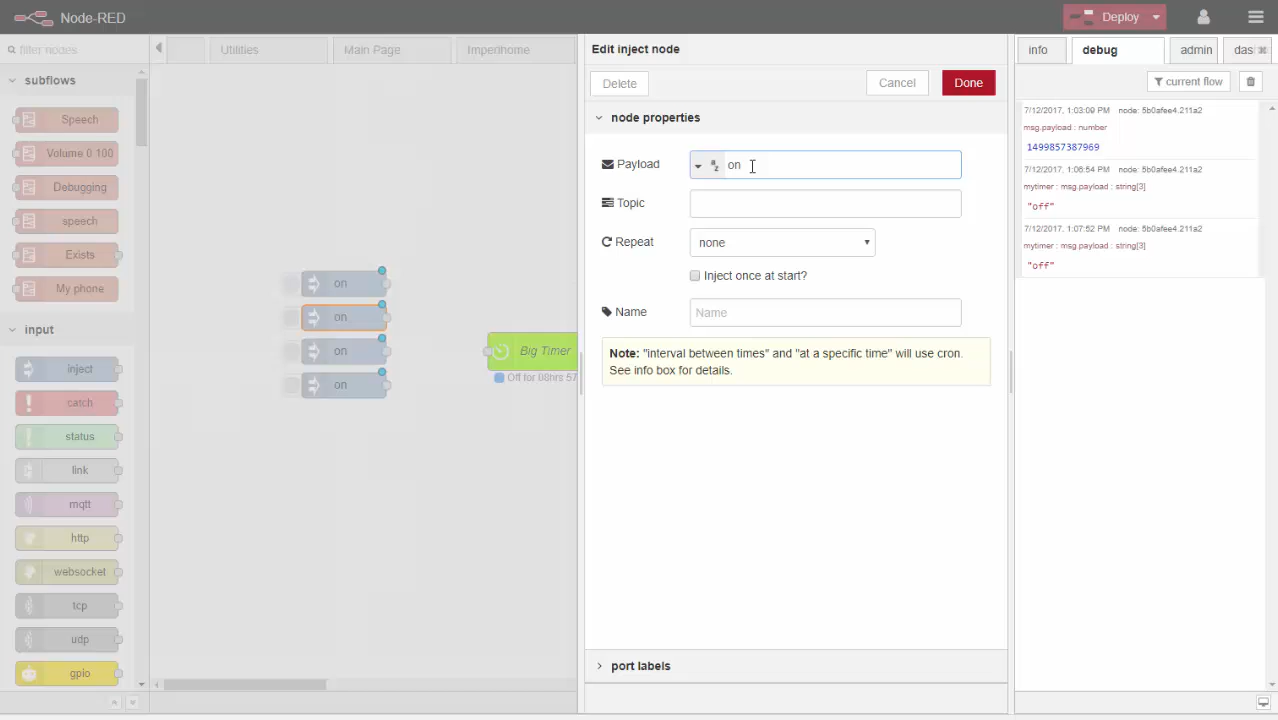 Node-RED
Deploy
filter nodes
Utilities
Main Page
Imperihome
subflows
Speech
Volume 0 100
Debugging
speech
Exists
My phone
input
inject
catch
status
link
mqtt
http
websocket
tcp
udp
gpio
on
on
on
on
Big Timer
Off for 08hrs 57
Edit inject node
Delete
Cancel
Done
node properties
Payload
on
Topic
Repeat
none
Inject once at start?
Name
Name
Note: "interval between times" and "at a specific time" will use cron.
See info box for details.
port labels
info
debug
admin
das
current flow
7/12/2017, 1:03:09 PM node: 5b0afee4.211a2
msg.payload : number
1499857387969
7/12/2017, 1:06:54 PM node: 5b0afee4.211a2
mytimer : msg.payload : string[3]
"off"
7/12/2017, 1:07:52 PM node: 5b0afee4.211a2
mytimer : msg.payload : string[3]
"off"